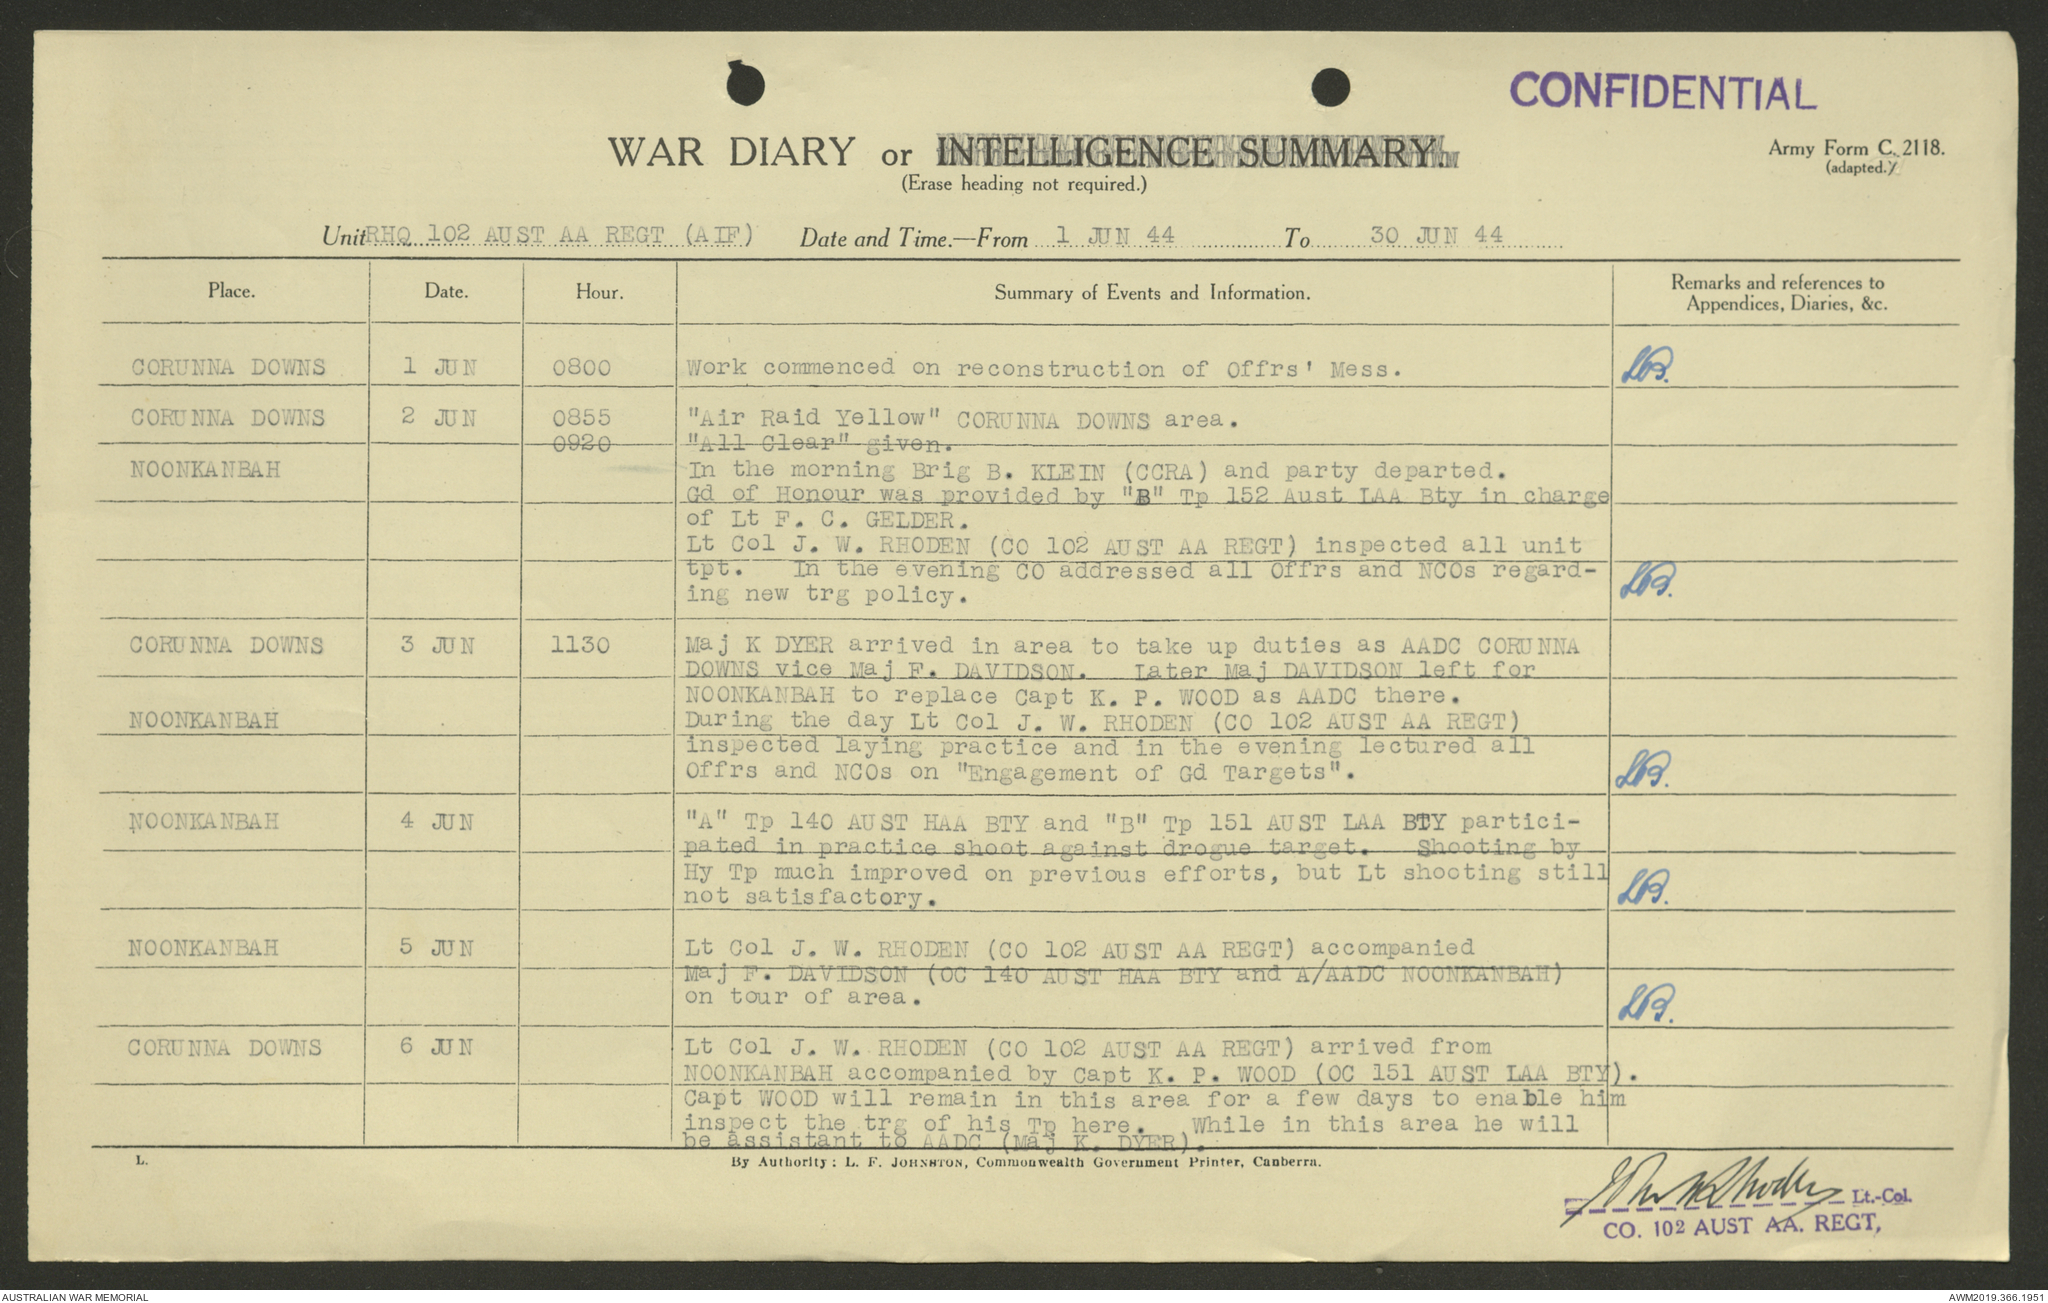 CONFIDENTIAL
WAR DIARY or INTELLIGENCE SUMMARY.
Army Form C. 2118.
(adapted.)
(Erase heading not required.)
Unit RHQ 102 AUST AA REGT (AIF) Date and Time.—From 1 JUN 44 To 30 JUN 44
Place. Date. Hour. Summary of Events and Information. Remarks and references to
Appendices, Diaries, &c.
CORUNNA DOWNS 1 JUN 0800 Work commenced on reconstruction of Offrs' Mess.
CORUNNA DOWNS 2 JUN 0855 "Air Raid Yellow" CORUNNA DOWNS area.
0920 "All Clear" given.
NOONKANBAH In the morning Brig B. KLEIN (CCRA) and party departed.
Gd of Honour was provided by "B" Tp 152 Aust LAA Bty in charge
of Lt F. C. GELDER.
Lt Col J. W. RHODEN (CO 102 AUST AA REGT) inspected all unit
tpt. In the evening CO addressed all Offrs and NCOs regard-
ing new trg policy.
CORUNNA DOWNS 3 JUN 1130 Maj K DYER arrived in area to take up duties as AADC CORUNNA
DOWNS vice Maj F. DAVIDSON. Later Maj DAVIDSON left for
NOONKANBAH to replace Capt K. P. WOOD as AADC there.
NOONKANBAH During the day Lt Col J. W. RHODEN (CO 102 AUST AA REGT)
inspected laying practice and in the evening lectured all
Offrs and NCOs on "Engagement of Gd Targets".
NOONKANBAH 4 JUN "A" Tp 140 AUST HAA BTY and "B" Tp 151 AUST LAA BTY partici-
pated in practice shoot against drogue target. Shooting by
Hy Tp much improved on previous efforts, but Lt shooting still
not satisfactory.
NOONKANBAH 5 JUN Lt Col J. W. RHODEN (CO 102 AUST AA REGT) accompanied
Maj F. DAVIDSON (OC 140 AUST HAA BTY and A/AADC NOONKANBAH)
on tour of area.
CORUNNA DOWNS 6 JUN Lt Col J. W. RHODEN (CO 102 AUST AA REGT) arrived from
NOONKANBAH accompanied by Capt K. P. WOOD (OC 151 AUST LAA BTY).
Capt WOOD will remain in this area for a few days to enable him
inspect the trg of his Tp here. While in this area he will
be assistant to AADC (Maj K. DYER).
L. By Authority: L. F. JOHNSTON, Commonwealth Government Printer, Canberra.
Lt.-Col.
CO. 102 AUST AA. REGT,
AUSTRALIAN WAR MEMORIAL
AWM2019.366.1951